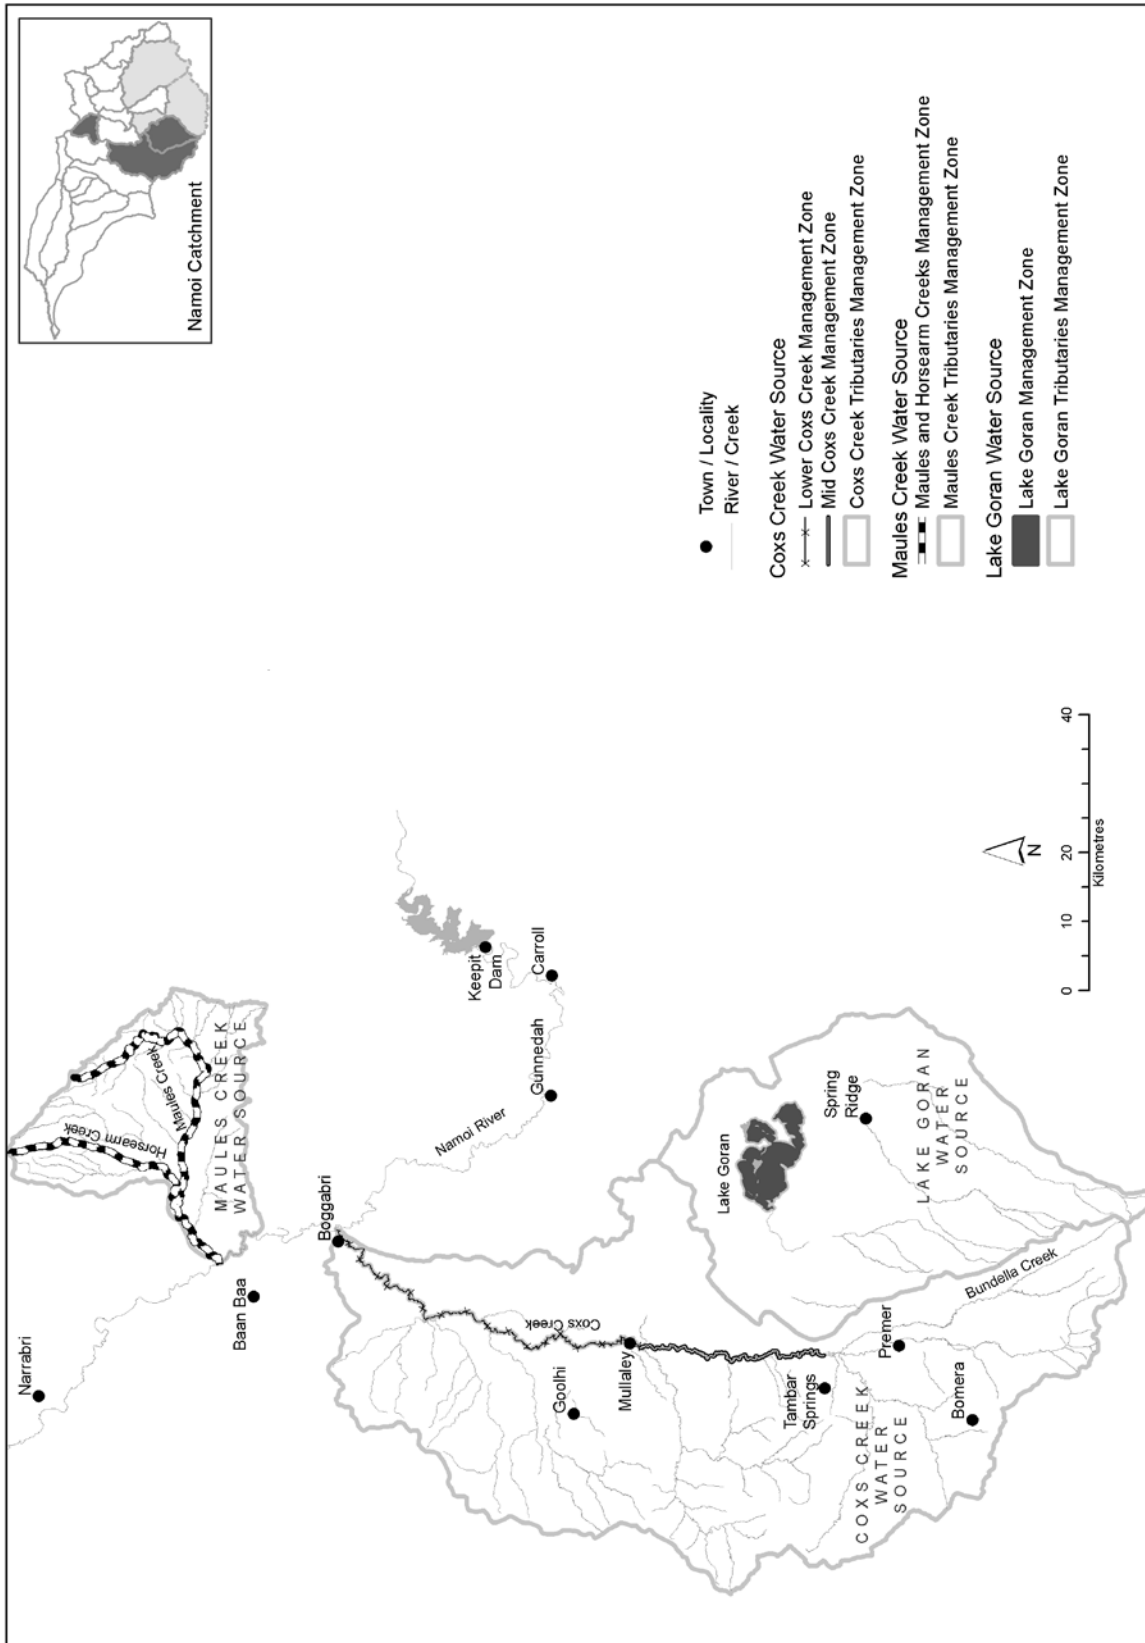 Namoi Catchment
Town / Locality
River / Creek
Coxs Creek Water Source
Lower Coxs Creek Management Zone
Mid Coxs Creek Management Zone
Coxs Creek Tributaries Management Zone
Maules Creek Water Source
Maules and Horsearm Creeks Management Zone
Maules Creek Tributaries Management Zone
Lake Goran Water Source
Lake Goran Management Zone
Lake Goran Tributaries Management Zone
Narrabri
Horsearm Creek
Maules Creek
MAULES CREEK
WATER SOURCE
Baan Baa
Boggabri
Namoi River
Keepit
Dam
Gunnedah
Carroll
Coxs Creek
Goolhi
Mullaley
Lake Goran
Tambar
Springs
Spring
Ridge
COXS CREEK
WATER
SOURCE
LAKE GORAN
WATER
SOURCE
Premer
Bundella Creek
Bomera
N
0 10 20 40
Kilometres